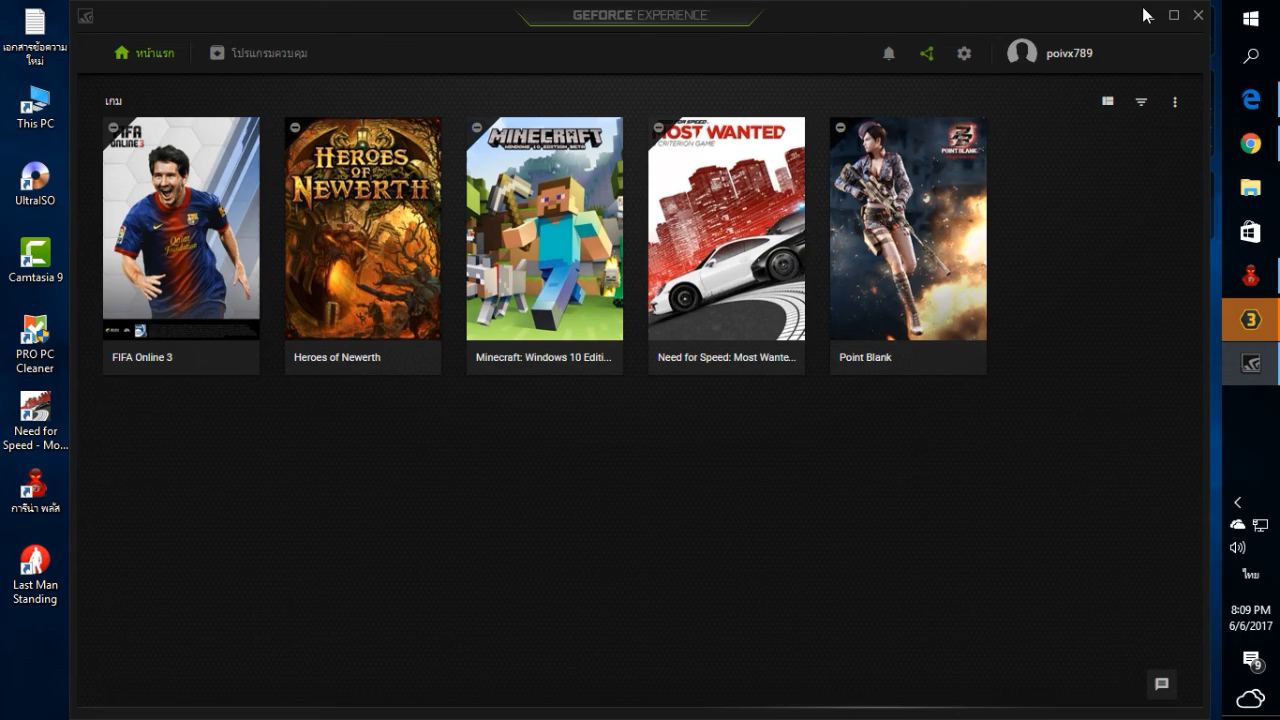 เอกสารข้อความ
ใหม่
This PC
UltraISO
Camtasia 9
PRO PC
Cleaner
Need for
Speed - Mo...
การีน่า พลัส
Last Man
Standing
GEFORCE EXPERIENCE
หน้าแรก
โปรแกรมควบคุม
poivx789
เกม
FIFA
ONLINE 3
HEROES
OF
NEWERTH
MINECRAFT
WINDOWS 10 EDITION BETA
MOST WANTED
A CRITERION GAME
POINT BLANK
Qatar
Foundation
FIFA Online 3
Heroes of Newerth
Minecraft: Windows 10 Editi...
Need for Speed: Most Wante...
Point Blank
3
ไทย
8:09 PM
6/6/2017
9